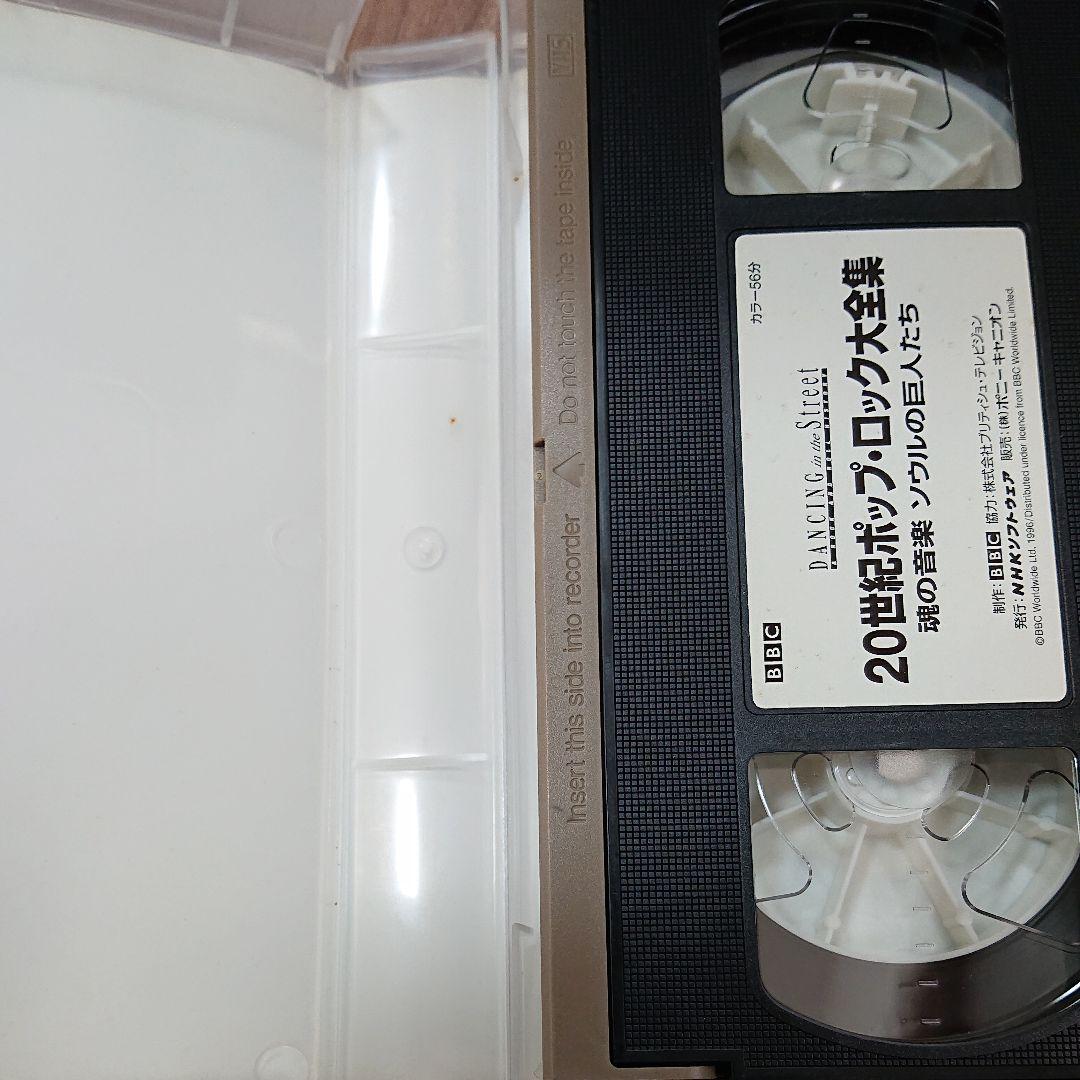 VHS
Insert this side into recorder △ Do not touch the tape inside
BBC カラー56分
DANCING in the Street
20世紀ポップ・ロック大全集
魂の音楽 ソウルの巨人たち
制作:BBC 協力:株式会社ブリティシュ・テレビジョン
発行:NHKソフトウェア 販売:(株)ポニーキャニオン
©BBC Worldwide Ltd. 1996/Distributed under licence from BBC Worldwide Limited.